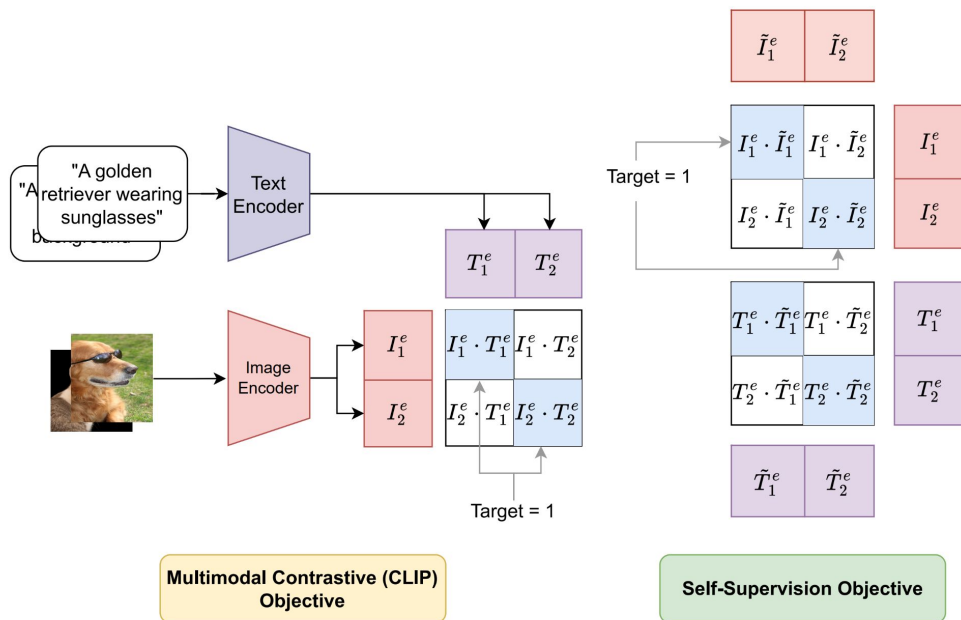 "A golden
retriever wearing
sunglasses"
"A
background
Text
Encoder
T₁ᵉ T₂ᵉ
Image
Encoder
I₁ᵉ
I₂ᵉ
I₁ᵉ · T₁ᵉ I₁ᵉ · T₂ᵉ
I₂ᵉ · T₁ᵉ I₂ᵉ · T₂ᵉ
Target = 1
Multimodal Contrastive (CLIP)
Objective
Ĩ₁ᵉ Ĩ₂ᵉ
I₁ᵉ · Ĩ₁ᵉ I₁ᵉ · Ĩ₂ᵉ
I₂ᵉ · Ĩ₁ᵉ I₂ᵉ · Ĩ₂ᵉ
I₁ᵉ
I₂ᵉ
Target = 1
T₁ᵉ · T̃₁ᵉ T₁ᵉ · T̃₂ᵉ
T₂ᵉ · T̃₁ᵉ T₂ᵉ · T̃₂ᵉ
T₁ᵉ
T₂ᵉ
T̃₁ᵉ T̃₂ᵉ
Self-Supervision Objective